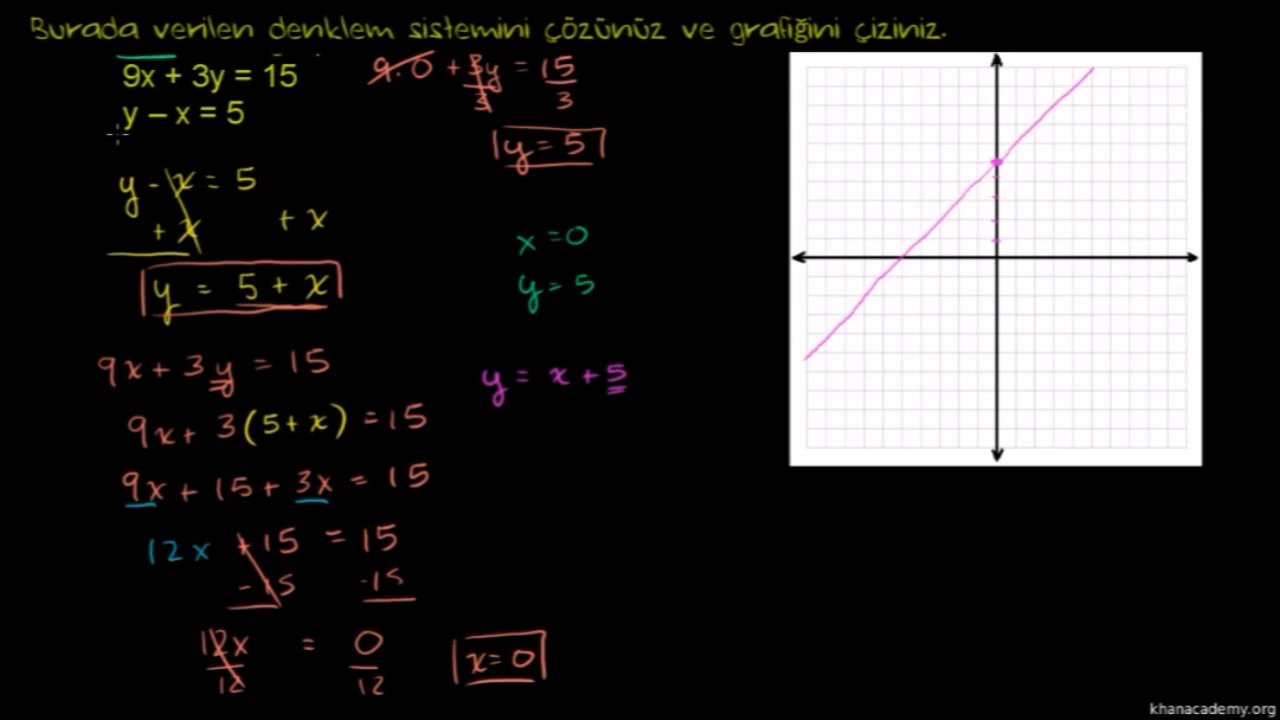 Burada verilen denklem sistemini çözünüz ve grafiğini çiziniz.
9x + 3y = 15
y – x = 5
y - x = 5
+ x + x
y = 5 + x
9x + 3y = 15
9x + 3(5+x) = 15
9x + 15 + 3x = 15
12x + 15 = 15
- 15 -15
12x = 0
12 12
x = 0
9.0 + 3y = 15
3 3
y = 5
x = 0
y = 5
y = x + 5
khanacademy.org